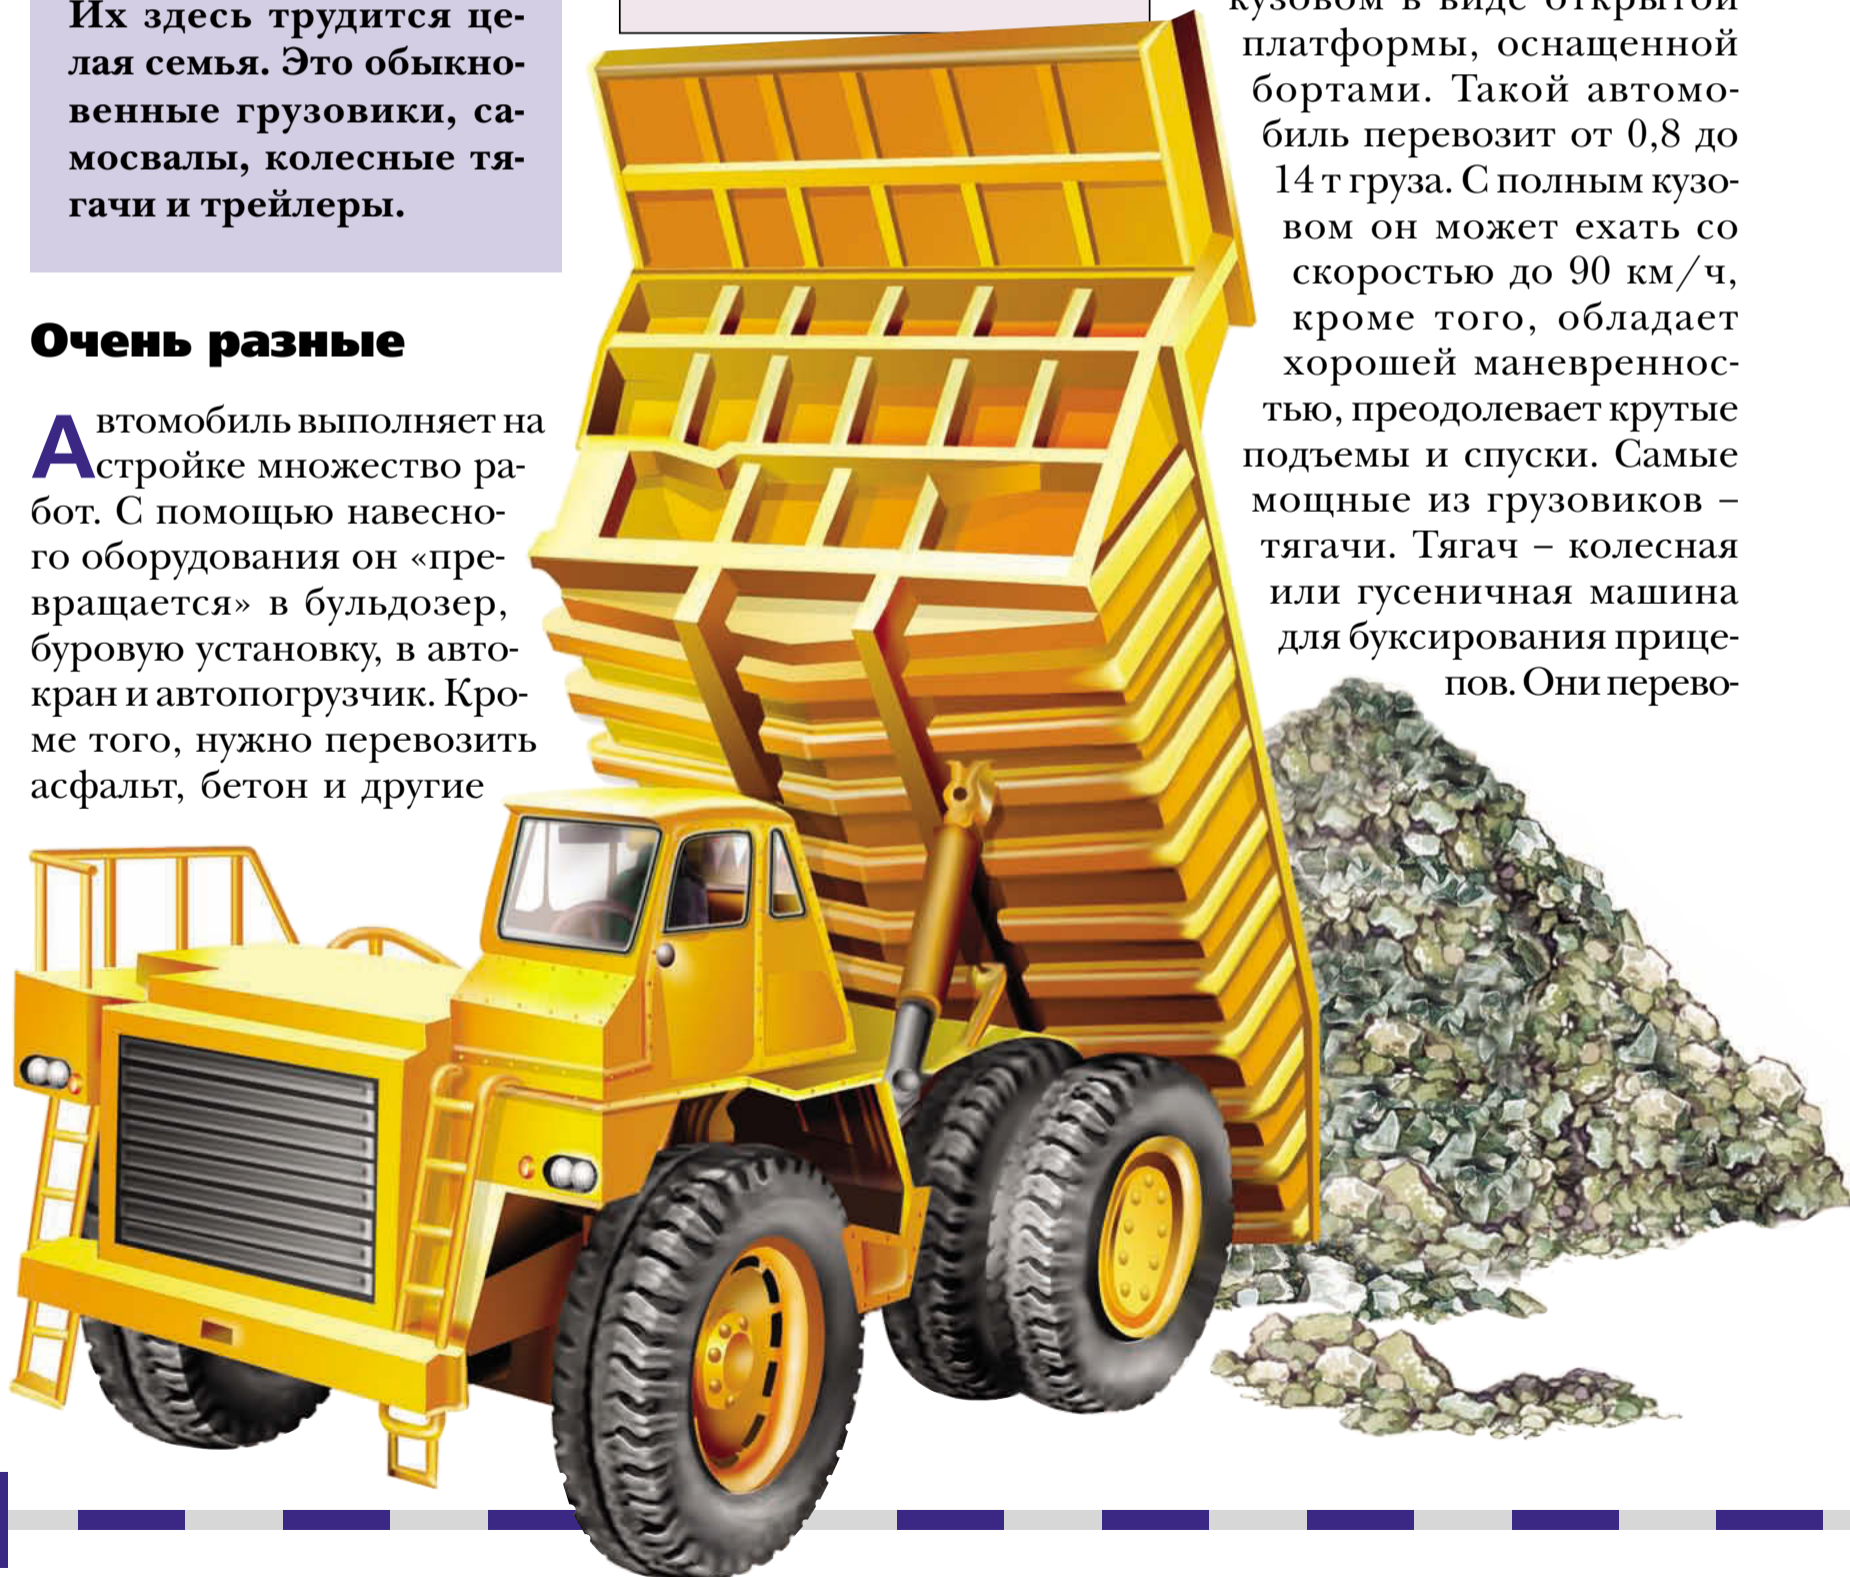 Их здесь трудится це-
лая семья. Это обыкно-
венные грузовики, са-
мосвалы, колесные тя-
гачи и трейлеры.
Очень разные
Автомобиль выполняет на
стройке множество ра-
бот. С помощью навесно-
го оборудования он «пре-
вращается» в бульдозер,
буровую установку, в авто-
кран и автопогрузчик. Кро-
ме того, нужно перевозить
асфальт, бетон и другие
кузовом в виде открытой
платформы, оснащенной
бортами. Такой автомо-
биль перевозит от 0,8 до
14 т груза. С полным кузо-
вом он может ехать со
скоростью до 90 км/ч,
кроме того, обладает
хорошей маневреннос-
тью, преодолевает крутые
подъемы и спуски. Самые
мощные из грузовиков –
тягачи. Тягач – колесная
или гусеничная машина
для буксирования прице-
пов. Они перево-